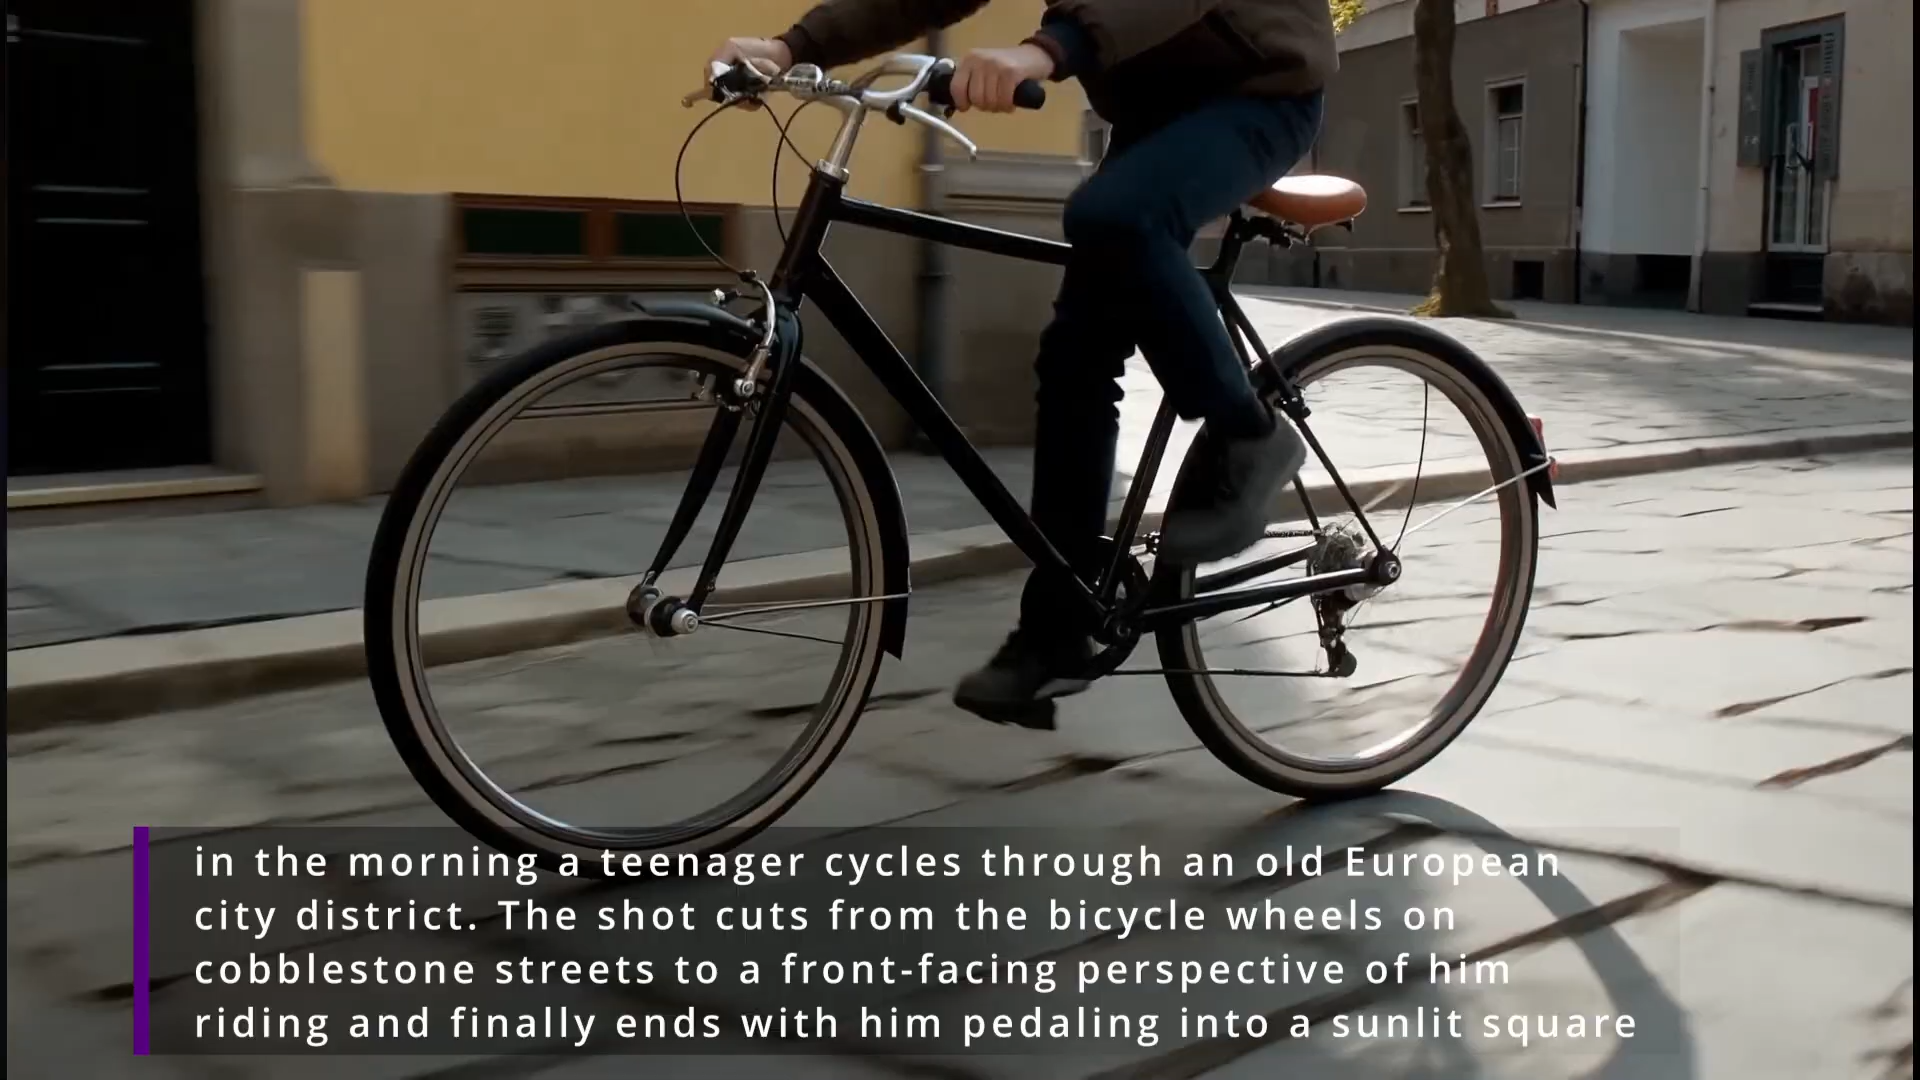 in the morning a teenager cycles through an old European
city district. The shot cuts from the bicycle wheels on
cobblestone streets to a front-facing perspective of him
riding and finally ends with him pedaling into a sunlit square